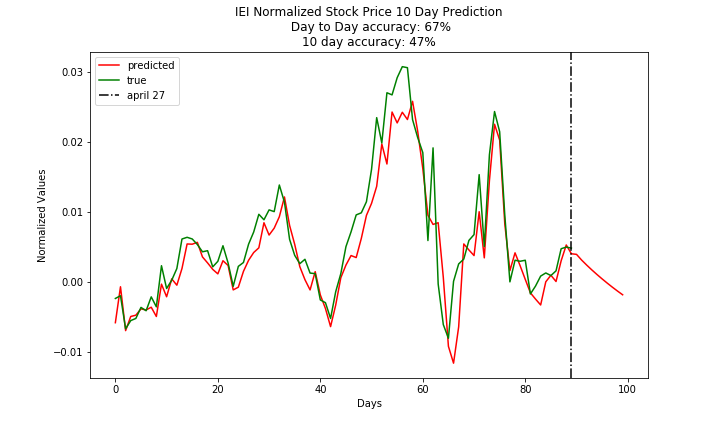 IEI Normalized Stock Price 10 Day Prediction
Day to Day accuracy: 67%
10 day accuracy: 47%
predicted
true
april 27
0.03
0.02
0.01
0.00
−0.01
Normalized Values
0 20 40 60 80 100
Days